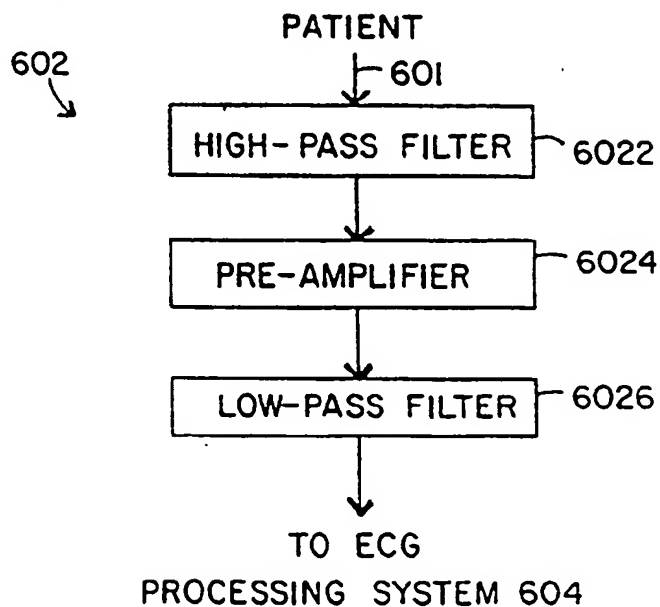 PATIENT
602
601
HIGH-PASS FILTER
6022
PRE-AMPLIFIER
6024
LOW-PASS FILTER
6026
TO ECG
PROCESSING SYSTEM 604